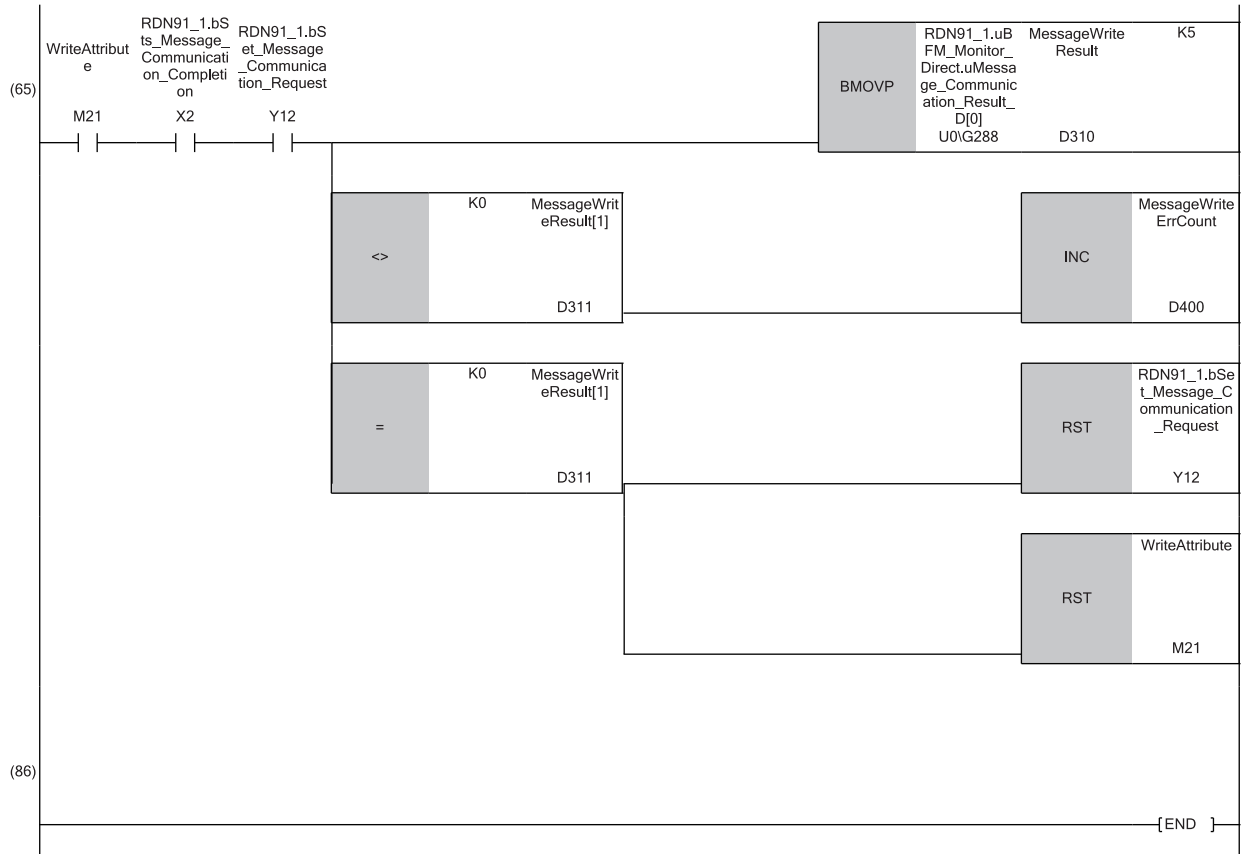 (65)
WriteAttribut
e
M21
RDN91_1.bS
ts_Message_
Communicati
on_Completi
on
X2
RDN91_1.bS
et_Message
_Communica
tion_Request
Y12
BMOVP
RDN91_1.uB
FM_Monitor_
Direct.uMessa
ge_Communic
ation_Result_
D[0]
U0\G288
MessageWrite
Result
D310
K5
<>
K0
MessageWrit
eResult[1]
D311
INC
MessageWrite
ErrCount
D400
=
K0
MessageWrit
eResult[1]
D311
RST
RDN91_1.bSe
t_Message_C
ommunication
_Request
Y12
RST
WriteAttribute
M21
(86)
END